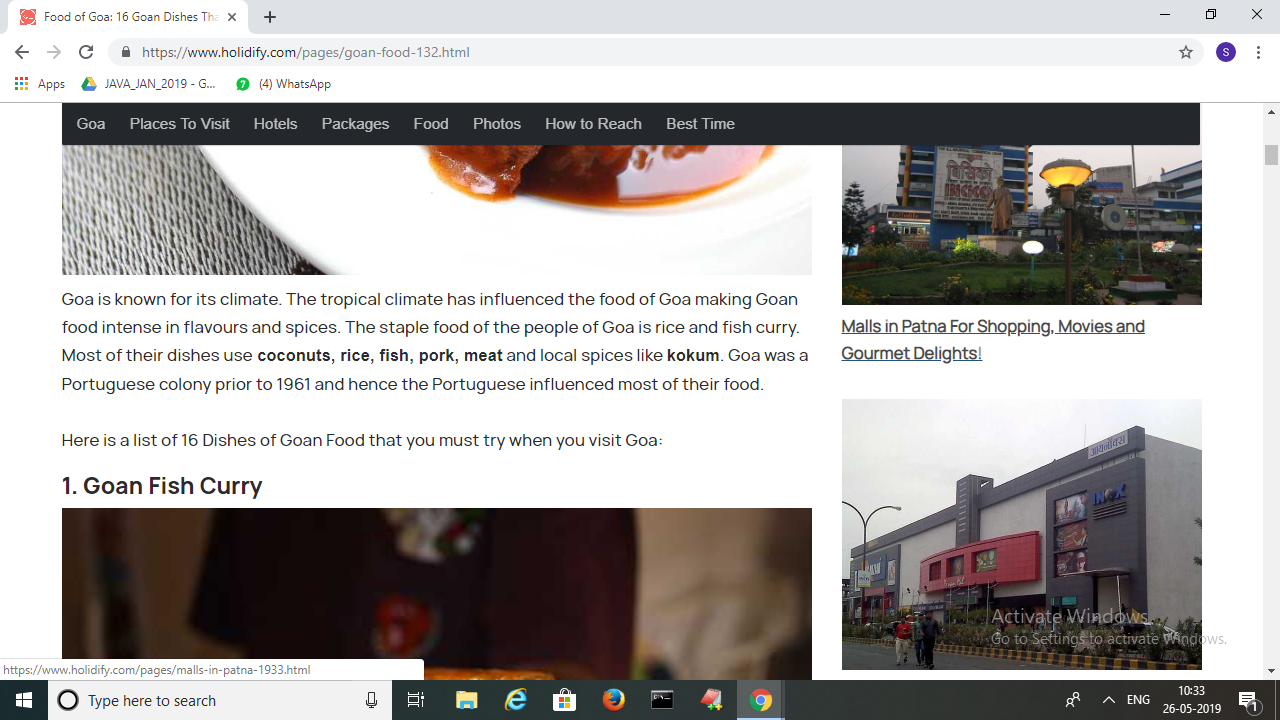 Food of Goa: 16 Goan Dishes Tha
https://www.holidify.com/pages/goan-food-132.html
S
Apps
JAVA_JAN_2019 - G...
7
(4) WhatsApp
Goa
Places To Visit
Hotels
Packages
Food
Photos
How to Reach
Best Time
Goa is known for its climate. The tropical climate has influenced the food of Goa making Goan
food intense in flavours and spices. The staple food of the people of Goa is rice and fish curry.
Most of their dishes use coconuts, rice, fish, pork, meat and local spices like kokum. Goa was a
Portuguese colony prior to 1961 and hence the Portuguese influenced most of their food.
Here is a list of 16 Dishes of Goan Food that you must try when you visit Goa:
1. Goan Fish Curry
बिस्किो
Malls in Patna For Shopping, Movies and
Gourmet Delights!
આયનોક્સ
INOX
Activate Windows
Go to Settings to activate Windows.
https://www.holidify.com/pages/malls-in-patna-1933.html
Type here to search
ENG
10:33
26-05-2019
1